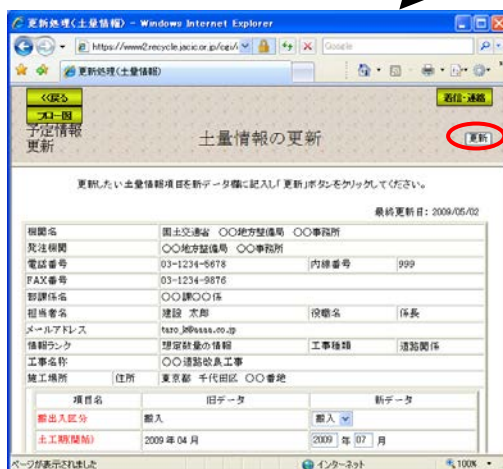 更新処理(土量情報) - Windows Internet Explorer
https://www2.recycle.jacic.or.jp/cgi/
Google
更新処理(土量情報)
<<戻る
フロー図
着信・連絡
予定情報
更新
土量情報の更新
更新
更新したい土量情報項目を新データ欄に記入し「更新」ボタンをクリックしてください。
最終更新日: 2009/05/02
機関名 国土交通省 〇〇地方整備局 〇〇事務所
発注機関 〇〇地方整備局 〇〇事務所
電話番号 03-1234-5678 内線番号 999
FAX番号 03-1234-9876
部課係名 〇〇課〇〇係
担当者名 建設 太郎 役職名 係長
メールアドレス
情報ランク 想定数量の情報 工事種類 道路関係
工事名称 〇〇道路改良工事
施工場所 住所 東京都 千代田区 〇〇番地
項目名 旧データ 新データ
搬出入区分 搬入 搬入
土工期(開始) 2009 年 04 月 2009 年 07 月
ページが表示されました
インターネット
100%